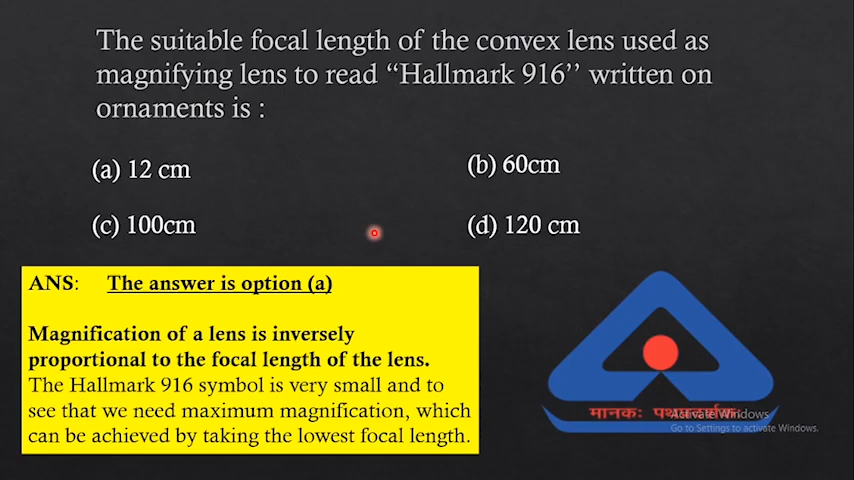 The suitable focal length of the convex lens used as
magnifying lens to read “Hallmark 916’’ written on
ornaments is :
(a) 12 cm
(b) 60cm
(c) 100cm
(d) 120 cm
ANS: The answer is option (a)
Magnification of a lens is inversely
proportional to the focal length of the lens.
The Hallmark 916 symbol is very small and to
see that we need maximum magnification, which
can be achieved by taking the lowest focal length.
मानकः पथप्रदर्शकः
Activate Windows
Go to Settings to activate Windows.